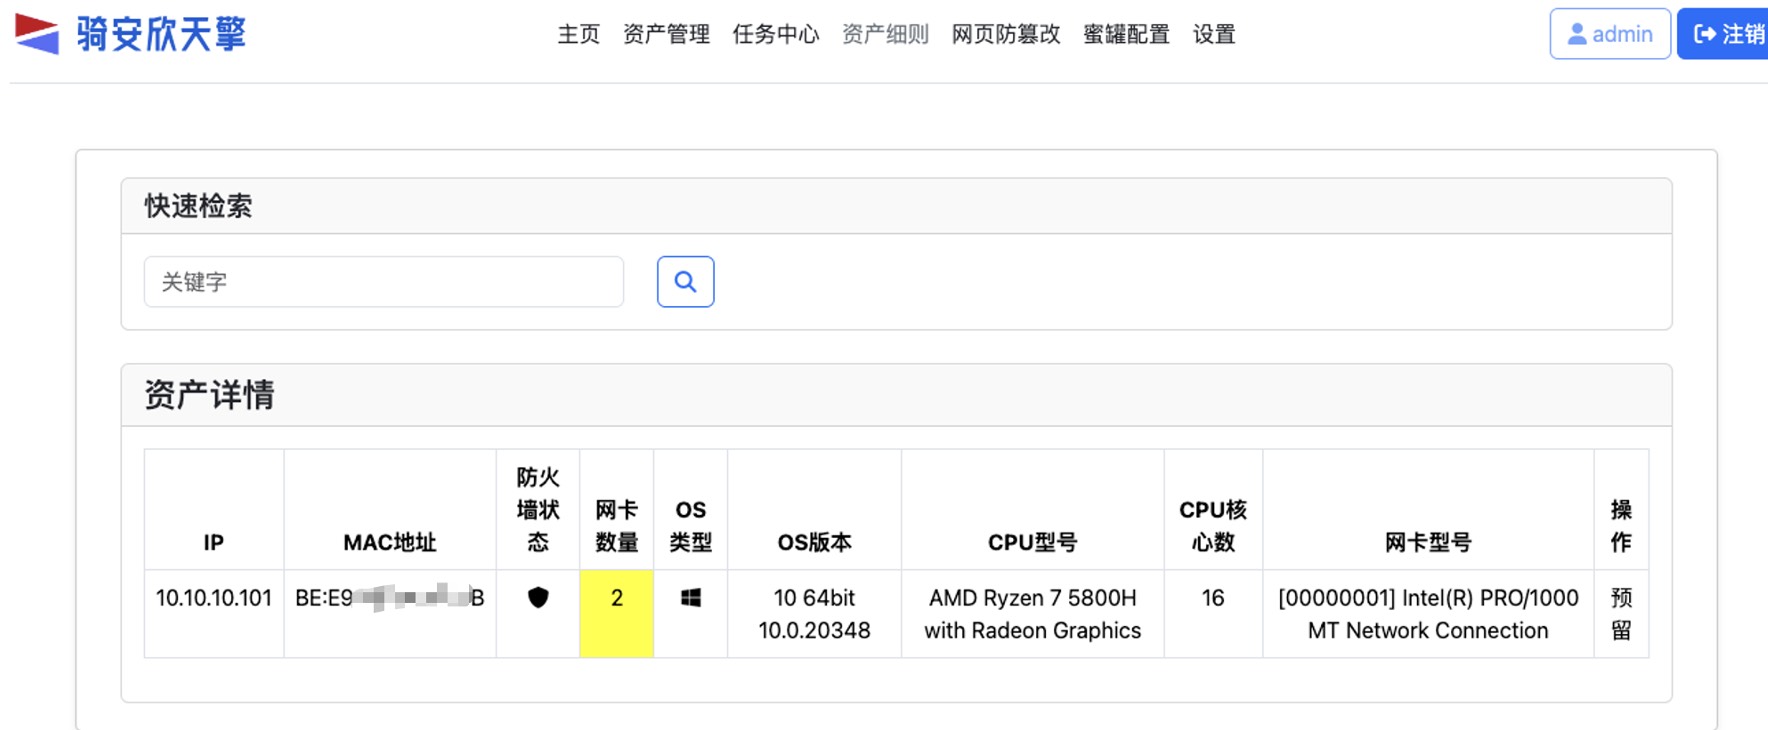 骑安欣天擎
主页 资产管理 任务中心 资产细则 网页防篡改 蜜罐配置 设置
admin
注销
快速检索
关键字
资产详情
IP
MAC地址
防火
墙状
态
网卡
数量
OS
类型
OS版本
CPU型号
CPU核
心数
网卡型号
操
作
10.10.10.101
BE:E9 B
2
10 64bit
10.0.20348
AMD Ryzen 7 5800H
with Radeon Graphics
16
[00000001] Intel(R) PRO/1000
MT Network Connection
预
留